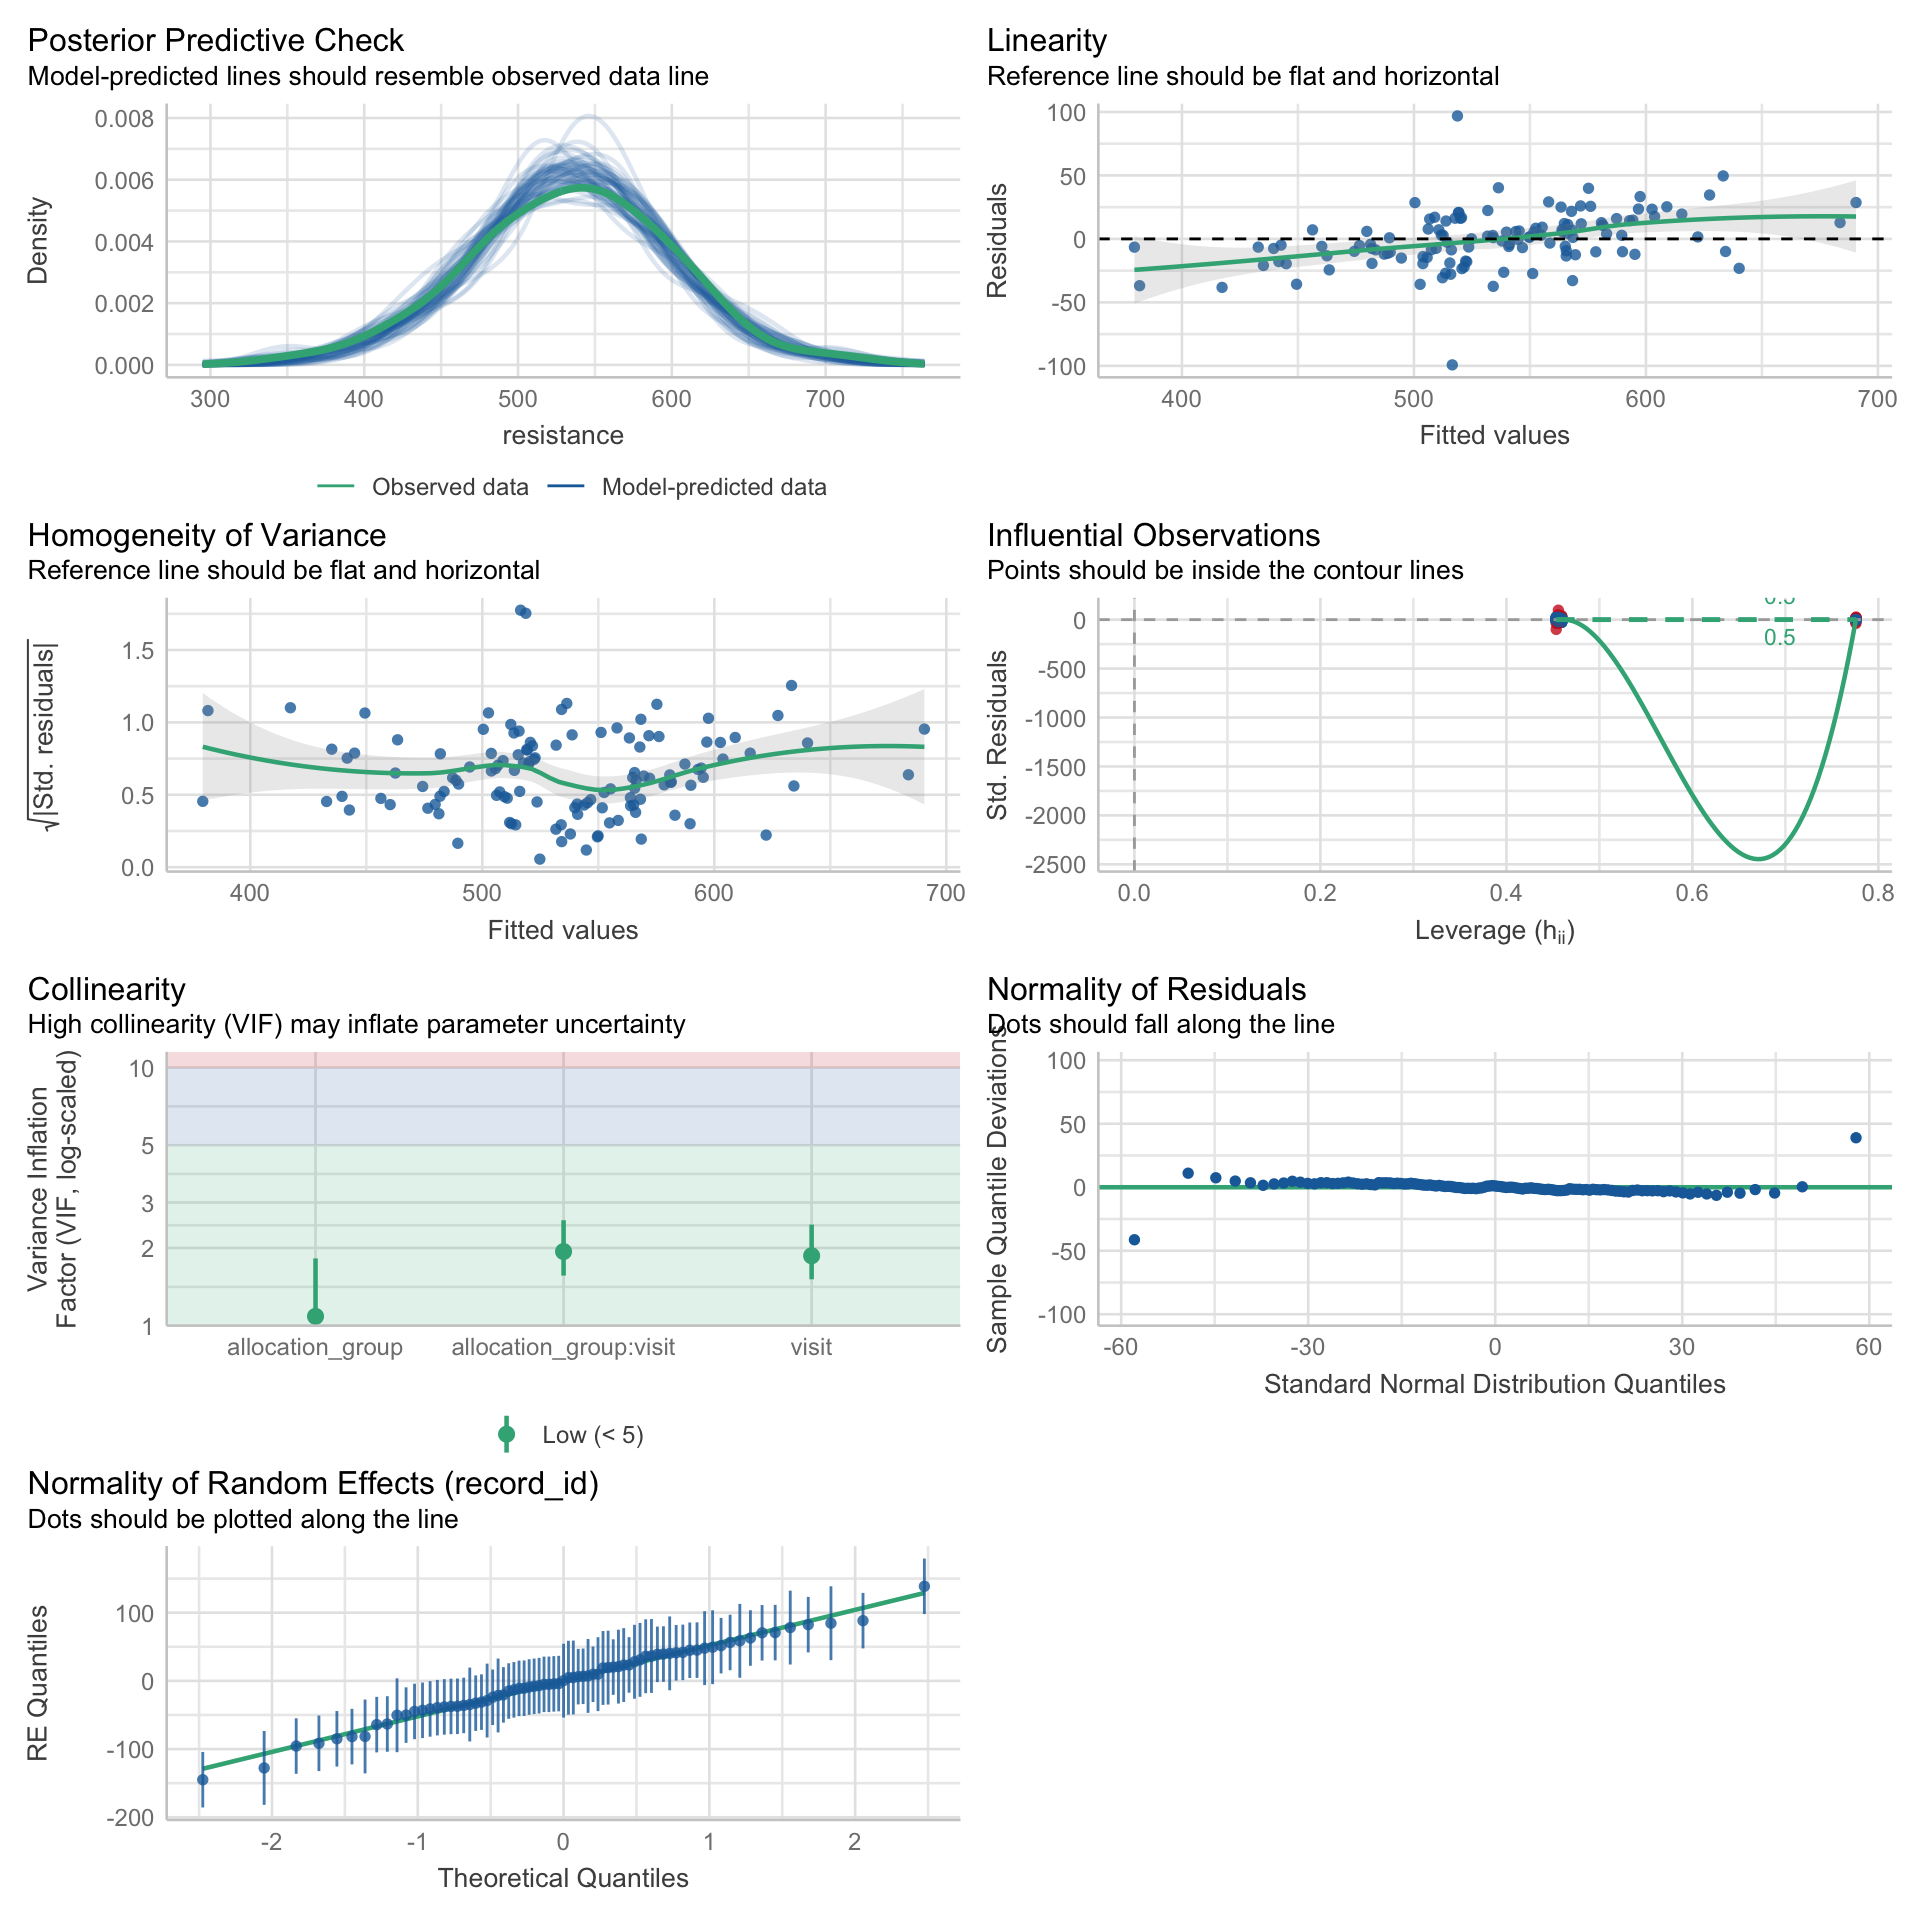 Posterior Predictive Check
Model-predicted lines should resemble observed data line
Density
0.008
0.006
0.004
0.002
0.000
300 400 500 600 700
resistance
Observed data Model-predicted data
Linearity
Reference line should be flat and horizontal
Residuals
100
50
0
-50
-100
400 500 600 700
Fitted values
Homogeneity of Variance
Reference line should be flat and horizontal
√|Std. residuals|
1.5
1.0
0.5
0.0
400 500 600 700
Fitted values
Influential Observations
Points should be inside the contour lines
Std. Residuals
0
-500
-1000
-1500
-2000
-2500
0.5
0.5
0.0 0.2 0.4 0.6 0.8
Leverage (hii)
Collinearity
High collinearity (VIF) may inflate parameter uncertainty
Variance Inflation
Factor (VIF, log-scaled)
10
5
3
2
1
allocation_group allocation_group:visit visit
Low (< 5)
Normality of Residuals
Dots should fall along the line
Sample Quantile Deviations
100
50
0
-50
-100
-60 -30 0 30 60
Standard Normal Distribution Quantiles
Normality of Random Effects (record_id)
Dots should be plotted along the line
RE Quantiles
100
0
-100
-200
-2 -1 0 1 2
Theoretical Quantiles